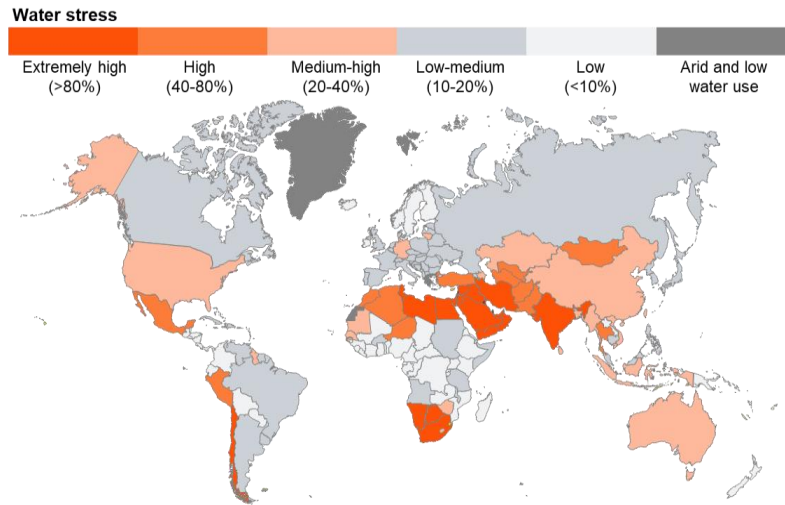 Water stress
Extremely high
(>80%)
High
(40-80%)
Medium-high
(20-40%)
Low-medium
(10-20%)
Low
(<10%)
Arid and low
water use